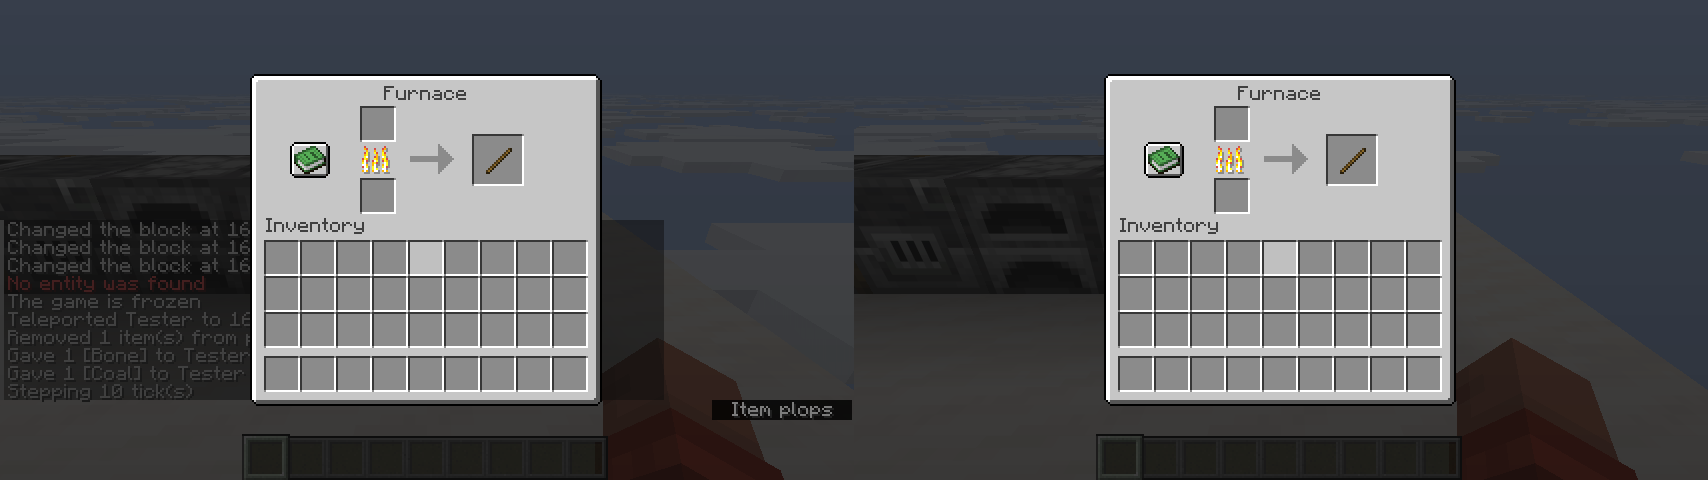 Furnace
Inventory
Changed the block at 16
Changed the block at 16
Changed the block at 16
No entity was found
The game is frozen
Teleported Tester to 16
Removed 1 item(s) from
Gave 1 [Bone] to Tester
Gave 1 [Coal] to Tester
Stepping 10 tick(s)
Item plops
Furnace
Inventory